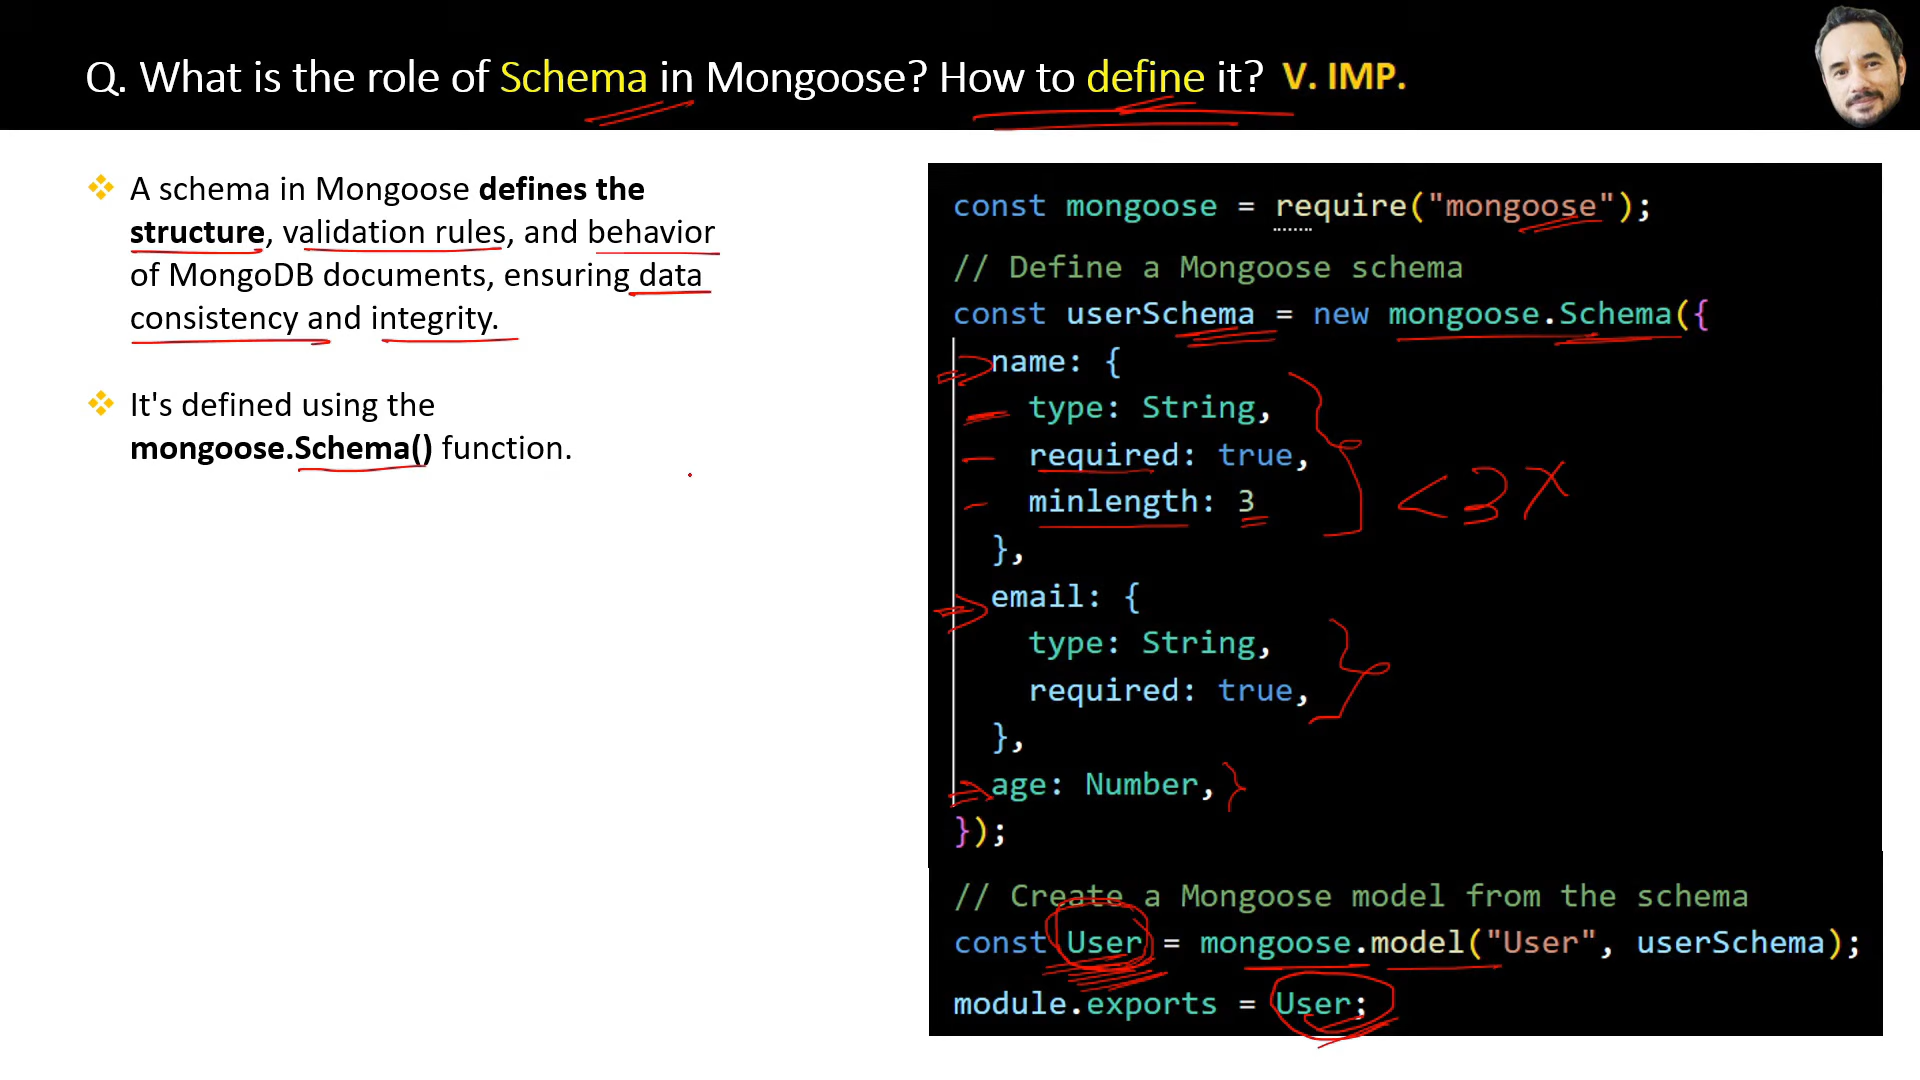 Q. What is the role of Schema in Mongoose? How to define it? V. IMP.
A schema in Mongoose defines the
structure, validation rules, and behavior
of MongoDB documents, ensuring data
consistency and integrity.
It's defined using the
mongoose.Schema() function.
const mongoose = require("mongoose");
// Define a Mongoose schema
const userSchema = new mongoose.Schema({
name: {
type: String,
required: true,
minlength: 3
},
< 3 X
email: {
type: String,
required: true,
},
age: Number,
});
// Create a Mongoose model from the schema
const User = mongoose.model("User", userSchema);
module.exports = User;